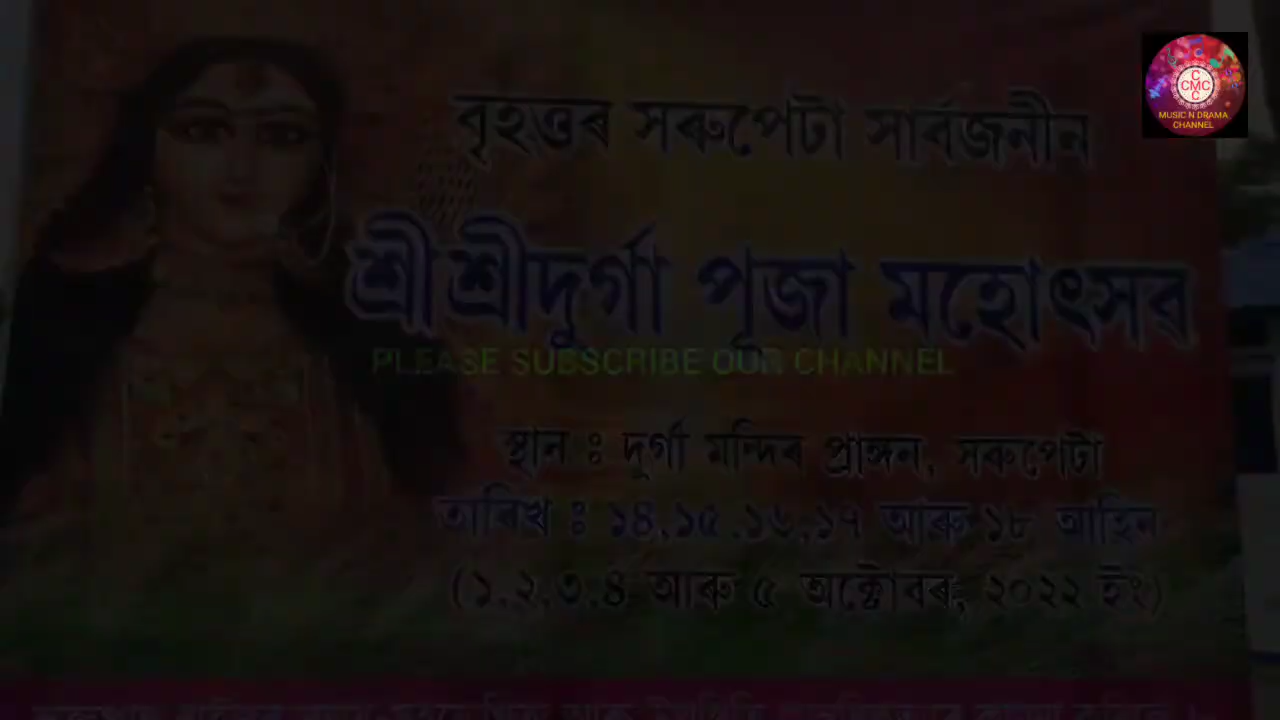 C
CMC
C
MUSIC N DRAMA
CHANNEL
বৃহত্তৰ সৰুপেটা সাৰ্বজনীন
শ্ৰীশ্ৰীদুৰ্গা পূজা মহোৎসৱ
PLEASE SUBSCRIBE OUR CHANNEL
স্থান : দুৰ্গা মন্দিৰ প্ৰাঙ্গন, সৰুপেটা
তাৰিখ : ১৪.১৫.১৬.১৭ আৰু ১৮ আহিন
(১.২.৩.৪ আৰু ৫ অক্টোবৰ, ২০২২ ইং)